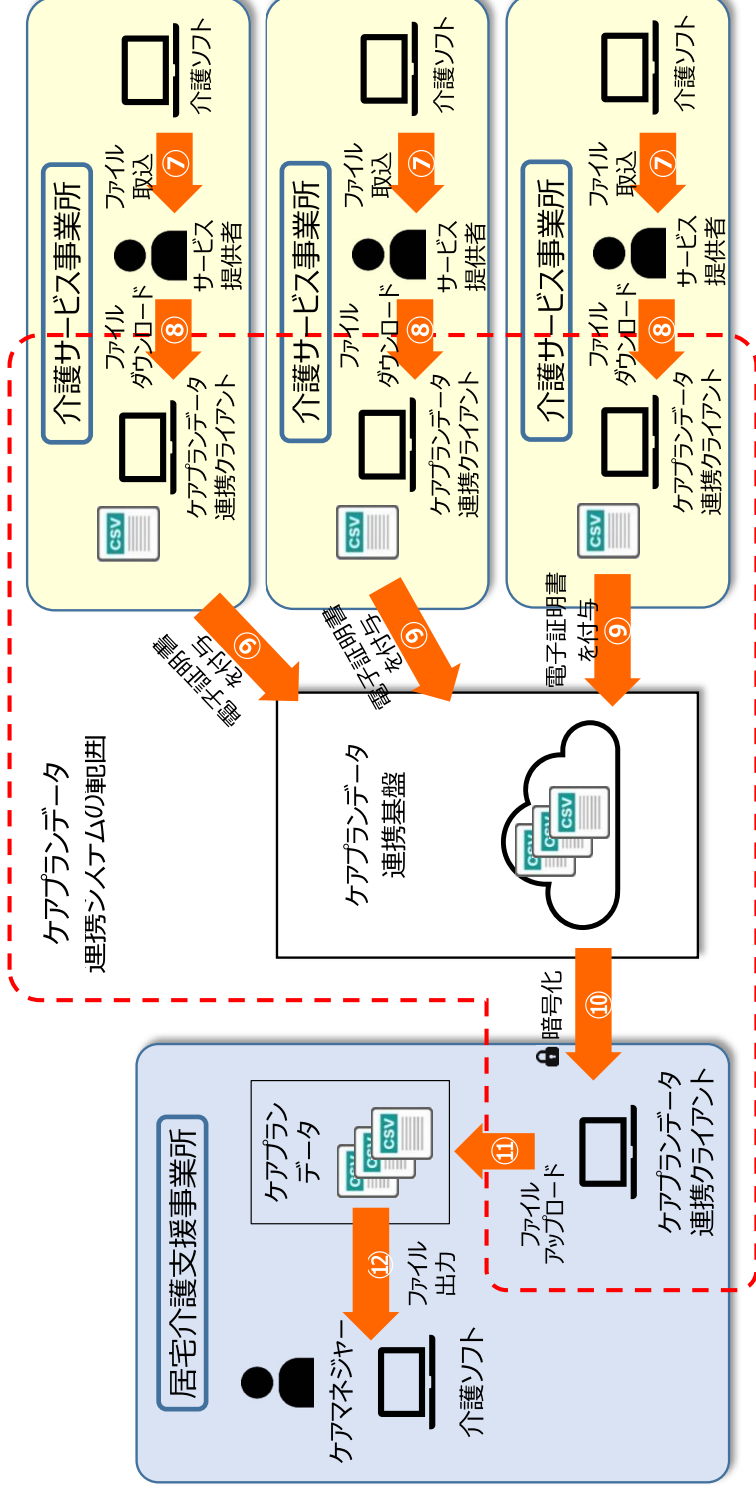 居宅介護支援事業所
ケアマネジャー
介護ソフト
⑫
ファイル
出力
ケアプラン
データ
CSV
CSV
CSV
⑪
ファイル
アップロード
ケアプランデータ
連携クライアント
暗号化
⑩
ケアプランデータ
連携システムの範囲
ケアプランデータ
連携基盤
CSV
CSV
CSV
電子証明書
を付与
⑨
電子証明書
を付与
⑨
電子証明書
を付与
⑨
介護サービス事業所
CSV
ケアプランデータ
連携クライアント
ファイル
ダウンロード
⑧
サービス
提供者
ファイル
取込
⑦
介護ソフト
介護サービス事業所
CSV
ケアプランデータ
連携クライアント
ファイル
ダウンロード
⑧
サービス
提供者
ファイル
取込
⑦
介護ソフト
介護サービス事業所
CSV
ケアプランデータ
連携クライアント
ファイル
ダウンロード
⑧
サービス
提供者
ファイル
取込
⑦
介護ソフト